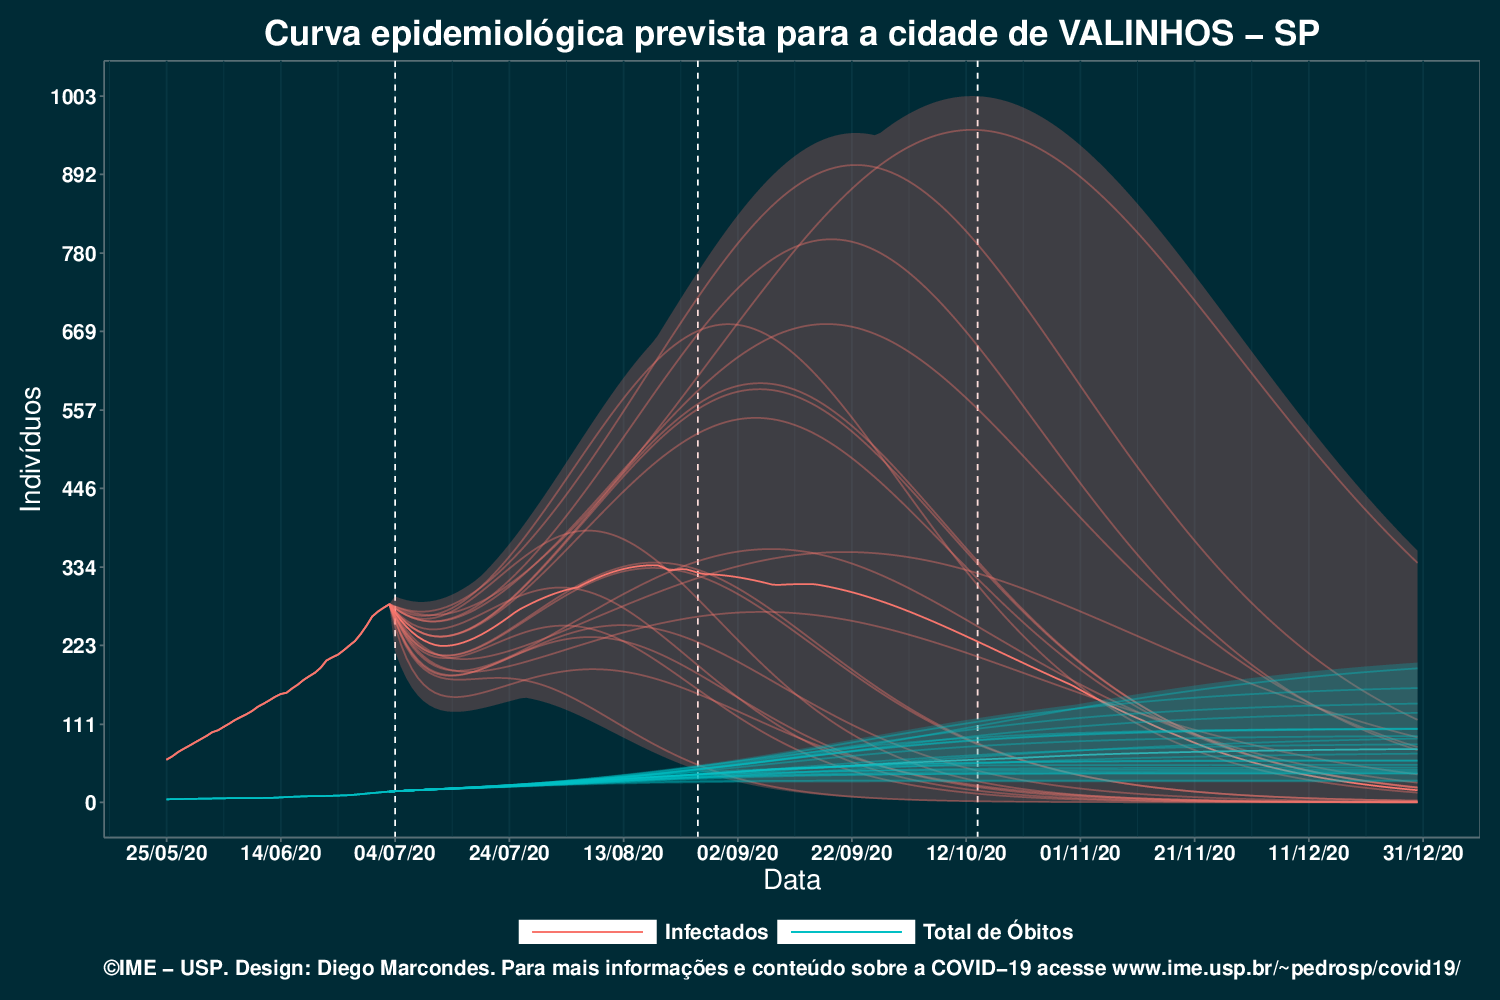 Curva epidemiológica prevista para a cidade de VALINHOS – SP
1003
892
780
669
557
446
334
223
111
0
Indivíduos
25/05/20 14/06/20 04/07/20 24/07/20 13/08/20 02/09/20 22/09/20 12/10/20 01/11/20 21/11/20 11/12/20 31/12/20
Data
Infectados Total de Óbitos
©IME – USP. Design: Diego Marcondes. Para mais informações e conteúdo sobre a COVID–19 acesse www.ime.usp.br/~pedrosp/covid19/